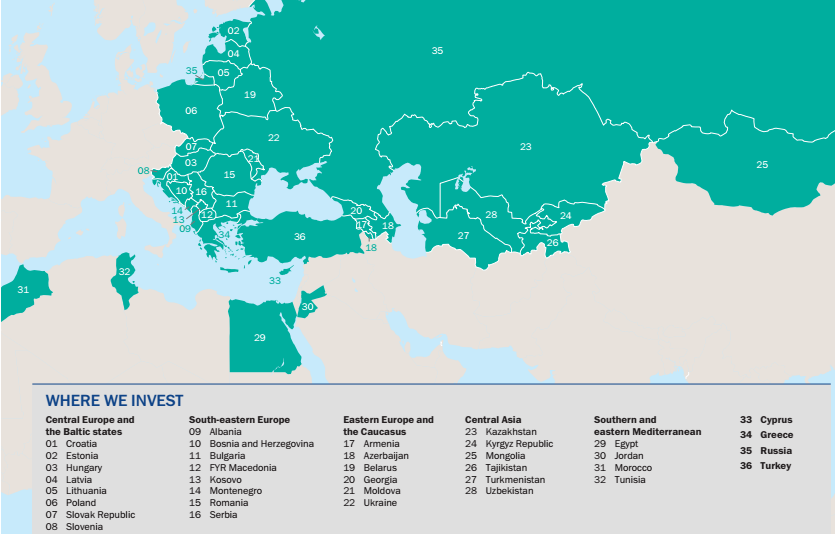 02
04
35
05
35
19
06
22
07
23
03
21
25
08
01
15
10
16
11
14
13
12
20
28
24
09
34
17
18
36
27
26
18
32
33
31
30
29
WHERE WE INVEST
Central Europe and
the Baltic states
01 Croatia
02 Estonia
03 Hungary
04 Latvia
05 Lithuania
06 Poland
07 Slovak Republic
08 Slovenia
South-eastern Europe
09 Albania
10 Bosnia and Herzegovina
11 Bulgaria
12 FYR Macedonia
13 Kosovo
14 Montenegro
15 Romania
16 Serbia
Eastern Europe and
the Caucasus
17 Armenia
18 Azerbaijan
19 Belarus
20 Georgia
21 Moldova
22 Ukraine
Central Asia
23 Kazakhstan
24 Kyrgyz Republic
25 Mongolia
26 Tajikistan
27 Turkmenistan
28 Uzbekistan
Southern and
eastern Mediterranean
29 Egypt
30 Jordan
31 Morocco
32 Tunisia
33 Cyprus
34 Greece
35 Russia
36 Turkey